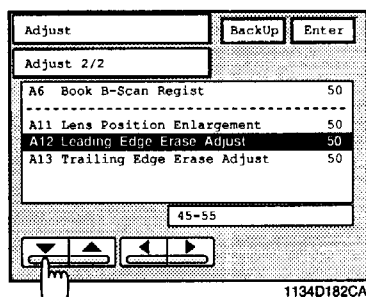 Adjust BackUp Enter
Adjust 2/2
A6 Book B-Scan Regist 50
A11 Lens Position Enlargement 50
A12 Leading Edge Erase Adjust 50
A13 Trailing Edge Erase Adjust 50
45-55
1134D182CA